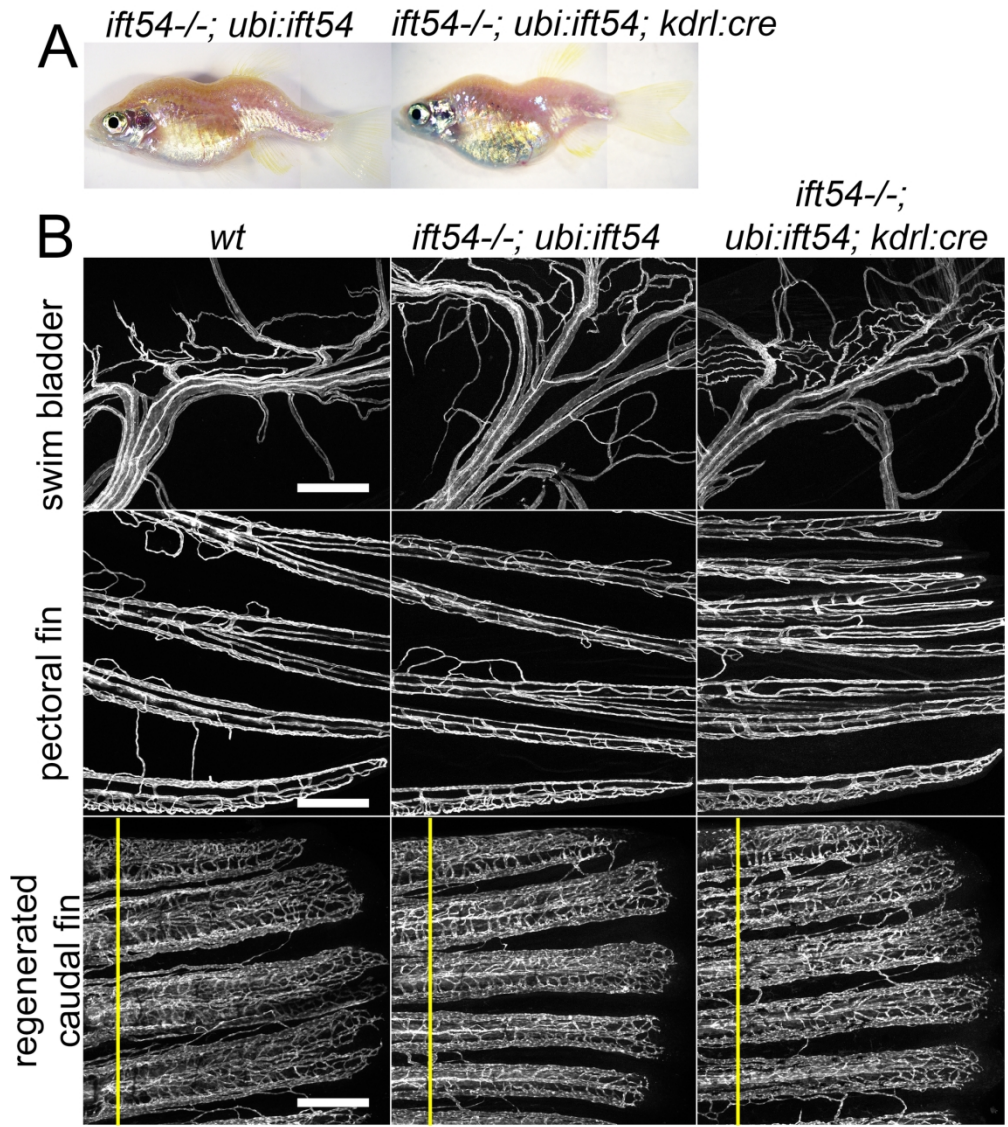 A
ift54-/-; ubi:ift54
ift54-/-; ubi:ift54; kdrl:cre
B
wt
ift54-/-; ubi:ift54
ift54-/-;
ubi:ift54; kdrl:cre
swim bladder
pectoral fin
regenerated
caudal fin